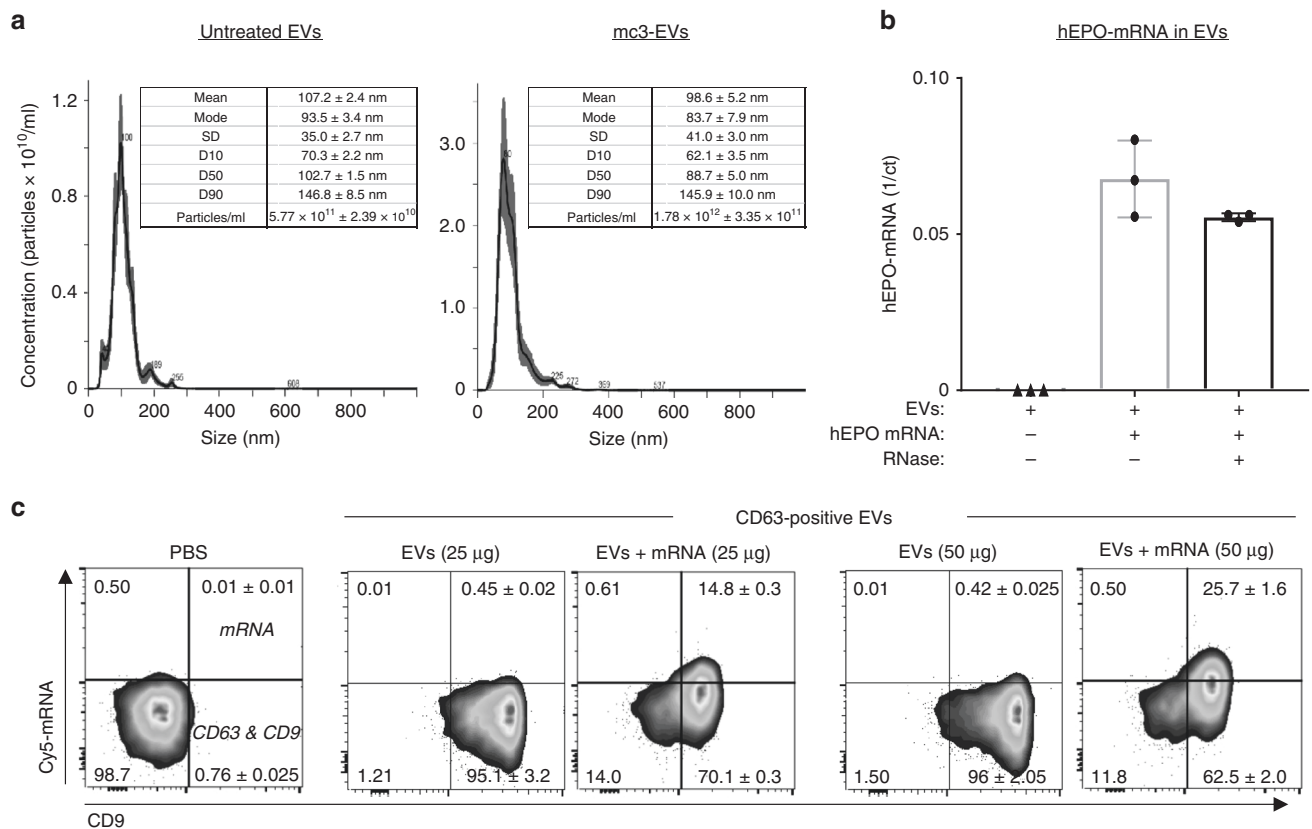 a
Untreated EVs
mc3-EVs
Concentration (particles × 10¹⁰/ml)
1.2
0.8
0.4
0
100
189
255
608
0 200 400 600 800
Size (nm)
Mean 107.2 ± 2.4 nm
Mode 93.5 ± 3.4 nm
SD 35.0 ± 2.7 nm
D10 70.3 ± 2.2 nm
D50 102.7 ± 1.5 nm
D90 146.8 ± 8.5 nm
Particles/ml 5.77 × 10¹¹ ± 2.39 × 10¹⁰
3.0
2.0
1.0
0
226
272
369
537
0 200 400 600 800
Size (nm)
Mean 98.6 ± 5.2 nm
Mode 83.7 ± 7.9 nm
SD 41.0 ± 3.0 nm
D10 62.1 ± 3.5 nm
D50 88.7 ± 5.0 nm
D90 145.9 ± 10.0 nm
Particles/ml 1.78 × 10¹² ± 3.35 × 10¹¹
b
hEPO-mRNA in EVs
hEPO-mRNA (1/ct)
0.10
0.05
0
EVs: + + +
hEPO mRNA: – + +
RNase: – – +
c
CD63-positive EVs
PBS
EVs (25 μg)
EVs + mRNA (25 μg)
EVs (50 μg)
EVs + mRNA (50 μg)
Cy5-mRNA
0.50 0.01 ± 0.01
mRNA
CD63 & CD9
98.7 0.76 ± 0.025
0.01 0.45 ± 0.02
1.21 95.1 ± 3.2
0.61 14.8 ± 0.3
14.0 70.1 ± 0.3
0.01 0.42 ± 0.025
1.50 96 ± 2.05
0.50 25.7 ± 1.6
11.8 62.5 ± 2.0
CD9